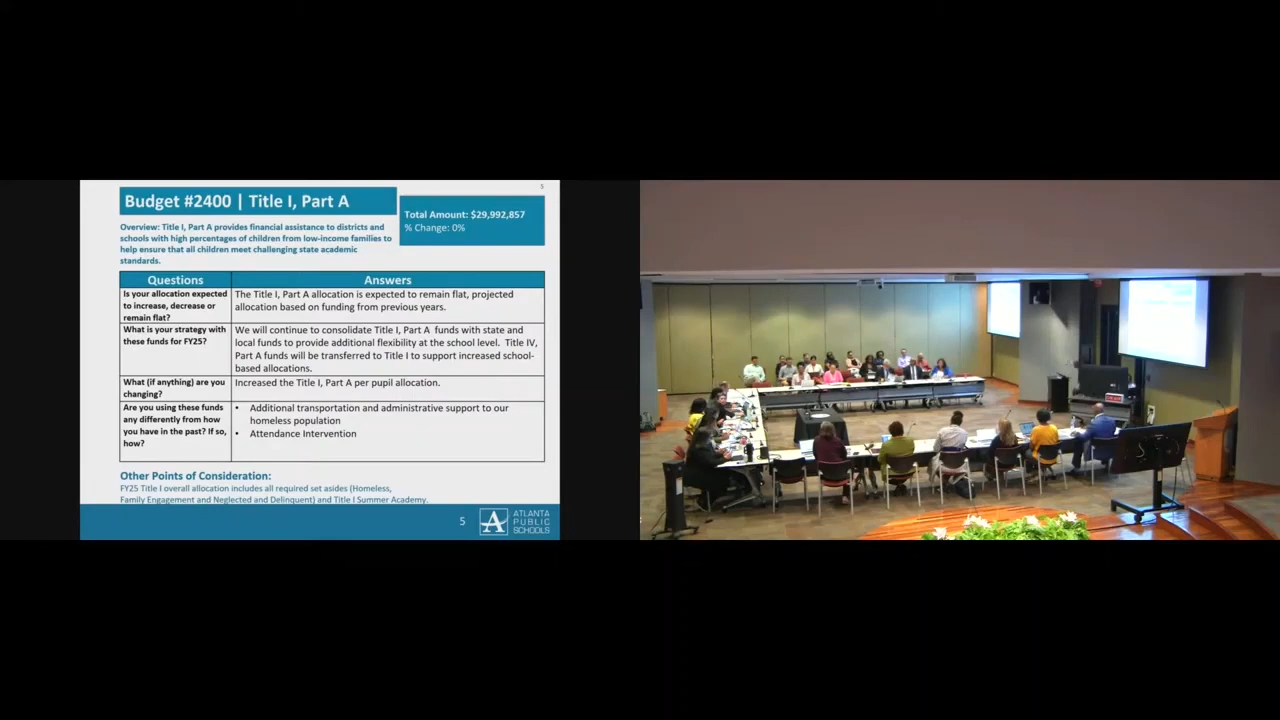 5
Budget #2400 | Title I, Part A
Total Amount: $29,992,857
% Change: 0%
Overview: Title I, Part A provides financial assistance to districts and
schools with high percentages of children from low-income families to
help ensure that all children meet challenging state academic
standards.
Questions
Answers
Is your allocation expected
to increase, decrease or
remain flat?
The Title I, Part A allocation is expected to remain flat, projected
allocation based on funding from previous years.
What is your strategy with
these funds for FY25?
We will continue to consolidate Title I, Part A funds with state and
local funds to provide additional flexibility at the school level. Title IV,
Part A funds will be transferred to Title I to support increased school-
based allocations.
What (if anything) are you
changing?
Increased the Title I, Part A per pupil allocation.
Are you using these funds
any differently from how
you have in the past? If so,
how?
• Additional transportation and administrative support to our
homeless population
• Attendance Intervention
Other Points of Consideration:
FY25 Title I overall allocation includes all required set asides (Homeless,
Family Engagement and Neglected and Delinquent) and Title I Summer Academy.
5
A
ATLANTA
PUBLIC
SCHOOLS